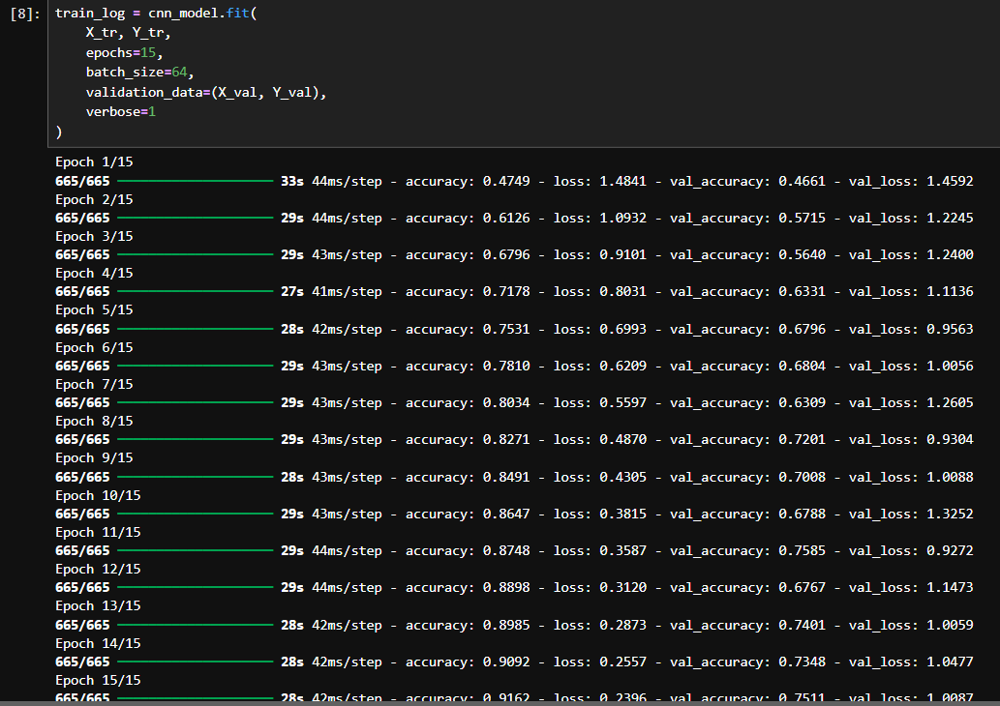 [8]: train_log = cnn_model.fit(
X_tr, Y_tr,
epochs=15,
batch_size=64,
validation_data=(X_val, Y_val),
verbose=1
)
Epoch 1/15
665/665 33s 44ms/step - accuracy: 0.4749 - loss: 1.4841 - val_accuracy: 0.4661 - val_loss: 1.4592
Epoch 2/15
665/665 29s 44ms/step - accuracy: 0.6126 - loss: 1.0932 - val_accuracy: 0.5715 - val_loss: 1.2245
Epoch 3/15
665/665 29s 43ms/step - accuracy: 0.6796 - loss: 0.9101 - val_accuracy: 0.5640 - val_loss: 1.2400
Epoch 4/15
665/665 27s 41ms/step - accuracy: 0.7178 - loss: 0.8031 - val_accuracy: 0.6331 - val_loss: 1.1136
Epoch 5/15
665/665 28s 42ms/step - accuracy: 0.7531 - loss: 0.6993 - val_accuracy: 0.6796 - val_loss: 0.9563
Epoch 6/15
665/665 29s 43ms/step - accuracy: 0.7810 - loss: 0.6209 - val_accuracy: 0.6804 - val_loss: 1.0056
Epoch 7/15
665/665 29s 43ms/step - accuracy: 0.8034 - loss: 0.5597 - val_accuracy: 0.6309 - val_loss: 1.2605
Epoch 8/15
665/665 29s 43ms/step - accuracy: 0.8271 - loss: 0.4870 - val_accuracy: 0.7201 - val_loss: 0.9304
Epoch 9/15
665/665 28s 43ms/step - accuracy: 0.8491 - loss: 0.4305 - val_accuracy: 0.7008 - val_loss: 1.0088
Epoch 10/15
665/665 29s 43ms/step - accuracy: 0.8647 - loss: 0.3815 - val_accuracy: 0.6788 - val_loss: 1.3252
Epoch 11/15
665/665 29s 44ms/step - accuracy: 0.8748 - loss: 0.3587 - val_accuracy: 0.7585 - val_loss: 0.9272
Epoch 12/15
665/665 29s 44ms/step - accuracy: 0.8898 - loss: 0.3120 - val_accuracy: 0.6767 - val_loss: 1.1473
Epoch 13/15
665/665 28s 42ms/step - accuracy: 0.8985 - loss: 0.2873 - val_accuracy: 0.7401 - val_loss: 1.0059
Epoch 14/15
665/665 28s 42ms/step - accuracy: 0.9092 - loss: 0.2557 - val_accuracy: 0.7348 - val_loss: 1.0477
Epoch 15/15
665/665 28s 42ms/step - accuracy: 0.9162 - loss: 0.2396 - val_accuracy: 0.7511 - val_loss: 1.0087